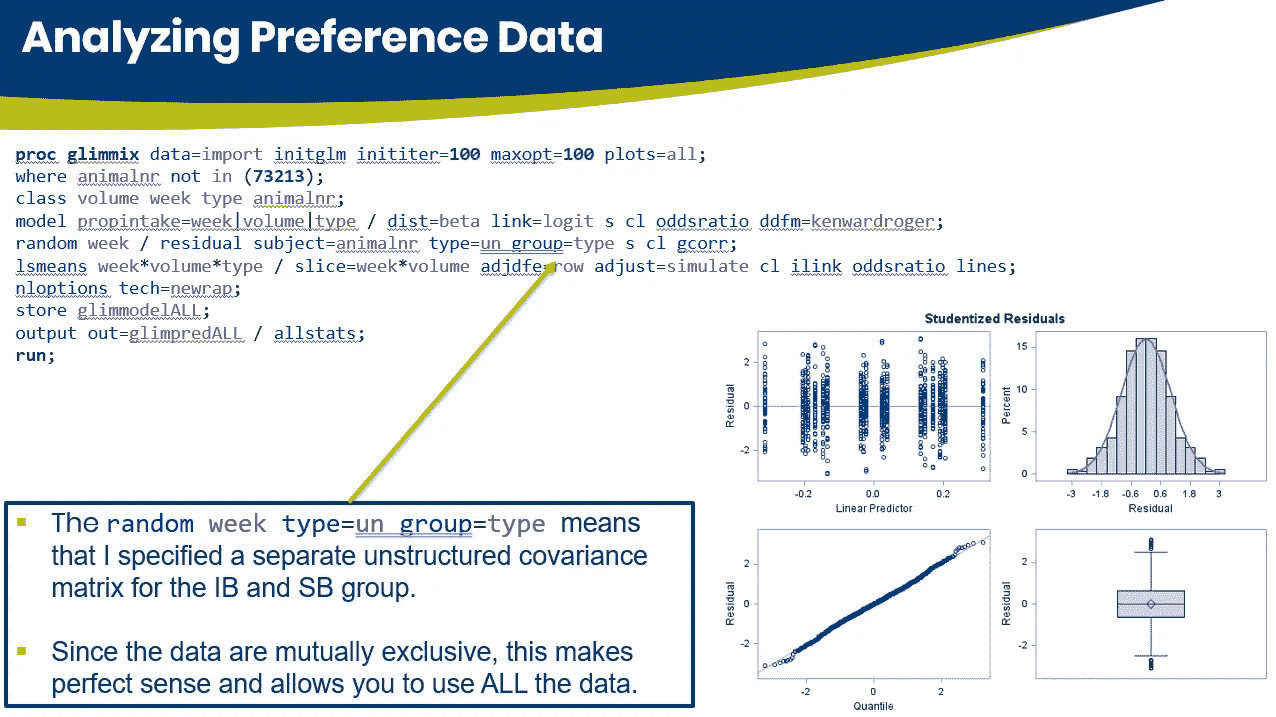 Analyzing Preference Data
proc glimmix data=import initglm inititer=100 maxopt=100 plots=all;
where animalnr not in (73213);
class volume week type animalnr;
model propintake=week|volume|type / dist=beta link=logit s cl oddsratio ddfm=kenwardroger;
random week / residual subject=animalnr type=un group=type s cl gcorr;
lsmeans week*volume*type / slice=week*volume adjdfe=row adjust=simulate cl ilink oddsratio lines;
nloptions tech=newrap;
store glimmodelALL;
output out=glimpredALL / allstats;
run;
The random week type=un group=type means
that I specified a separate unstructured covariance
matrix for the IB and SB group.
Since the data are mutually exclusive, this makes
perfect sense and allows you to use ALL the data.
Studentized Residuals
Residual
2
0
-2
-0.2 0.0 0.2
Linear Predictor
Percent
15
10
5
0
-3 -1.8 -0.6 0.6 1.8 3
Residual
Residual
2
0
-2
-2 0 2
Quantile
Residual
2
0
-2